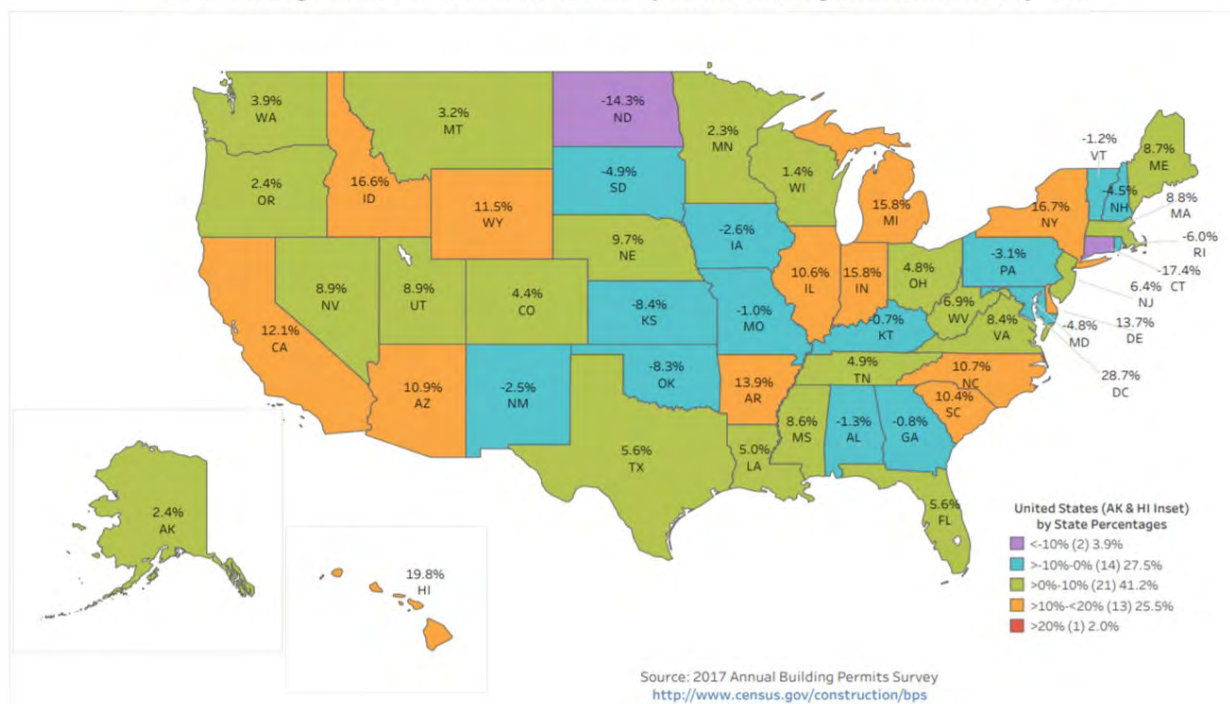 3.9%
WA
3.2%
MT
-14.3%
ND
2.3%
MN
-1.2%
VT
8.7%
ME
2.4%
OR
16.6%
ID
11.5%
WY
-4.9%
SD
1.4%
WI
15.8%
MI
16.7%
NY
-4.5%
NH
8.8%
MA
-6.0%
RI
-17.4%
CT
8.9%
NV
8.9%
UT
4.4%
CO
9.7%
NE
-2.6%
IA
10.6%
IL
15.8%
IN
4.8%
OH
-3.1%
PA
6.4%
NJ
12.1%
CA
-8.4%
KS
-1.0%
MO
-0.7%
KT
6.9%
WV
8.4%
VA
-4.8%
MD
13.7%
DE
28.7%
DC
10.9%
AZ
-2.5%
NM
-8.3%
OK
13.9%
AR
4.9%
TN
10.7%
NC
10.4%
SC
5.6%
TX
5.0%
LA
8.6%
MS
-1.3%
AL
-0.8%
GA
5.6%
FL
2.4%
AK
19.8%
HI
United States (AK & HI Inset)
by State Percentages
<-10% (2) 3.9%
>-10%-0% (14) 27.5%
>0%-10% (21) 41.2%
>10%-<20% (13) 25.5%
>20% (1) 2.0%
Source: 2017 Annual Building Permits Survey
http://www.census.gov/construction/bps